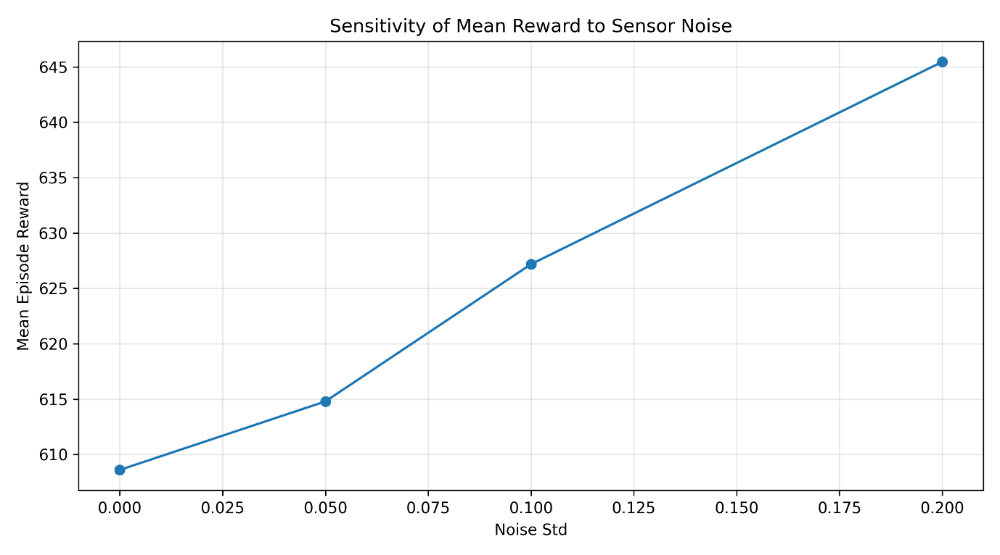 Sensitivity of Mean Reward to Sensor Noise
Mean Episode Reward
645
640
635
630
625
620
615
610
0.000 0.025 0.050 0.075 0.100 0.125 0.150 0.175 0.200
Noise Std